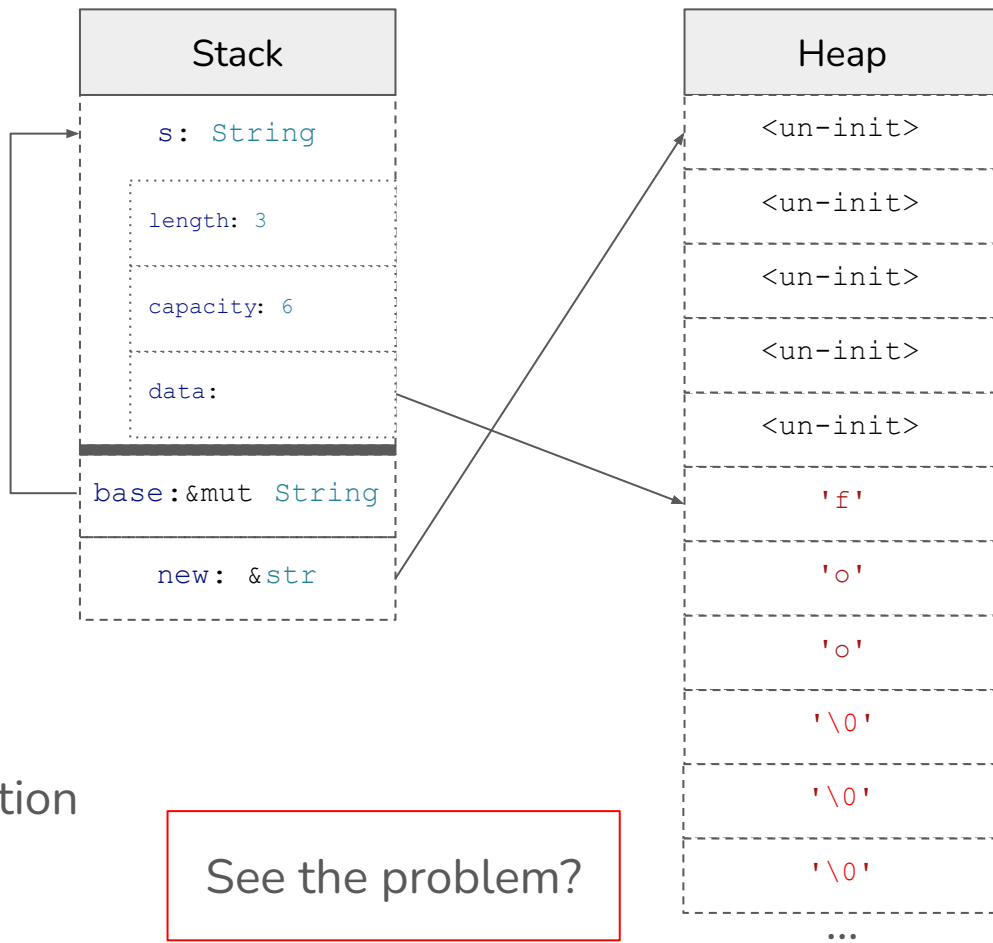 Stack
s: String
length: 3
capacity: 6
data:
base:&mut String
new: &str
Heap
<un-init>
<un-init>
<un-init>
<un-init>
<un-init>
'f'
'o'
'o'
'\0'
'\0'
'\0'
...
tion
See the problem?